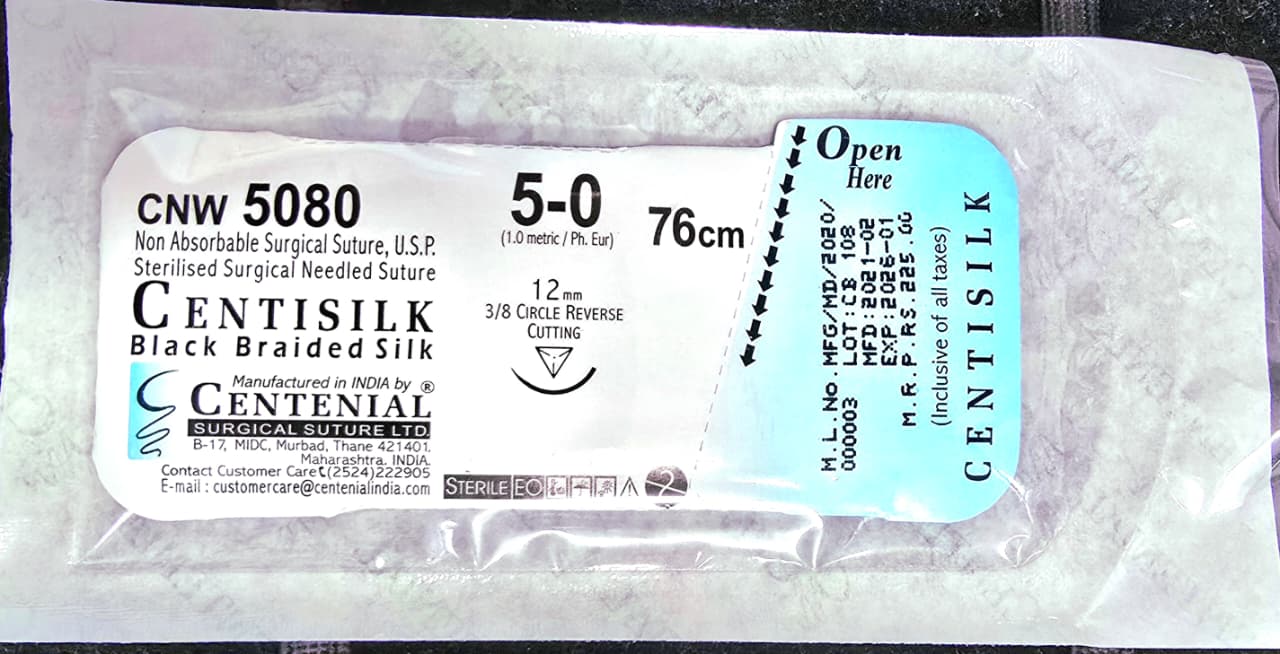 CNW 5080
Non Absorbable Surgical Suture, U.S.P.
Sterilised Surgical Needled Suture
CENTISILK
Black Braided Silk
Manufactured in INDIA by ®
CENTENIAL
SURGICAL SUTURE LTD.
B-17, MIDC, Murbad, Thane 421401,
Maharashtra. INDIA.
Contact Customer Care (2524)222905
E-mail : customercare@centenialindia.com
5-0
(1.0 metric / Ph. Eur)
76cm
12mm
3/8 CIRCLE REVERSE
CUTTING
STERILE EO
2
Open
Here
M.L.No. MFG/MD/2020/
000003 LOT:CB 108
MFD:2021-02
EXP:2026-01
M.R.P.RS.225.00
(Inclusive of all taxes)
CENTISILK